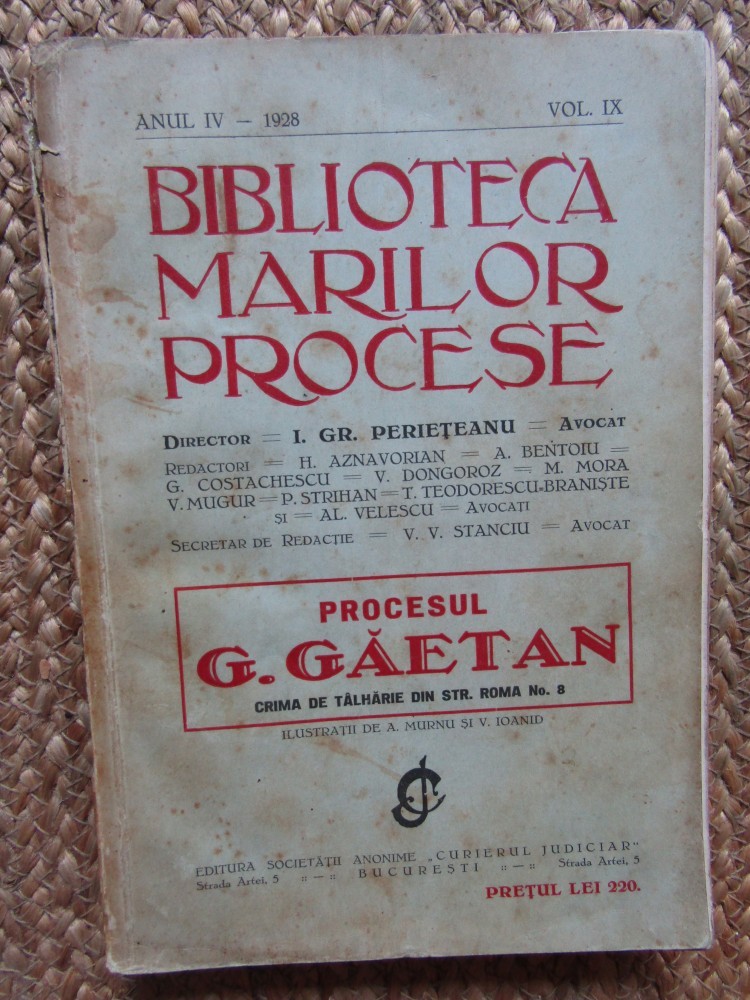 ANUL IV — 1928 VOL. IX
BIBLIOTECA
MARILOR
PROCESE
DIRECTOR = I. GR. PERIEȚEANU = AVOCAT
REDACTORI = H. AZNAVORIAN = A. BENTOIU =
G. COSTACHESCU = V. DONGOROZ = M. MORA
V. MUGUR = P. STRIHAN = T. TEODORESCU-BRANIȘTE
ȘI = AL. VELESCU = AVOCAȚI
SECRETAR DE REDACȚIE = V. V. STANCIU = AVOCAT
PROCESUL
G. GĂETAN
CRIMA DE TÂLHĂRIE DIN STR. ROMA No. 8
ILUSTRAȚII DE A. MURNU ȘI V. IOANID
EDITURA SOCIETĂȚII ANONIME „CURIERUL JUDICIAR"
Strada Artei, 5 :: — :: BUCUREȘTI :: — :: Strada Artei, 5
PREȚUL LEI 220.